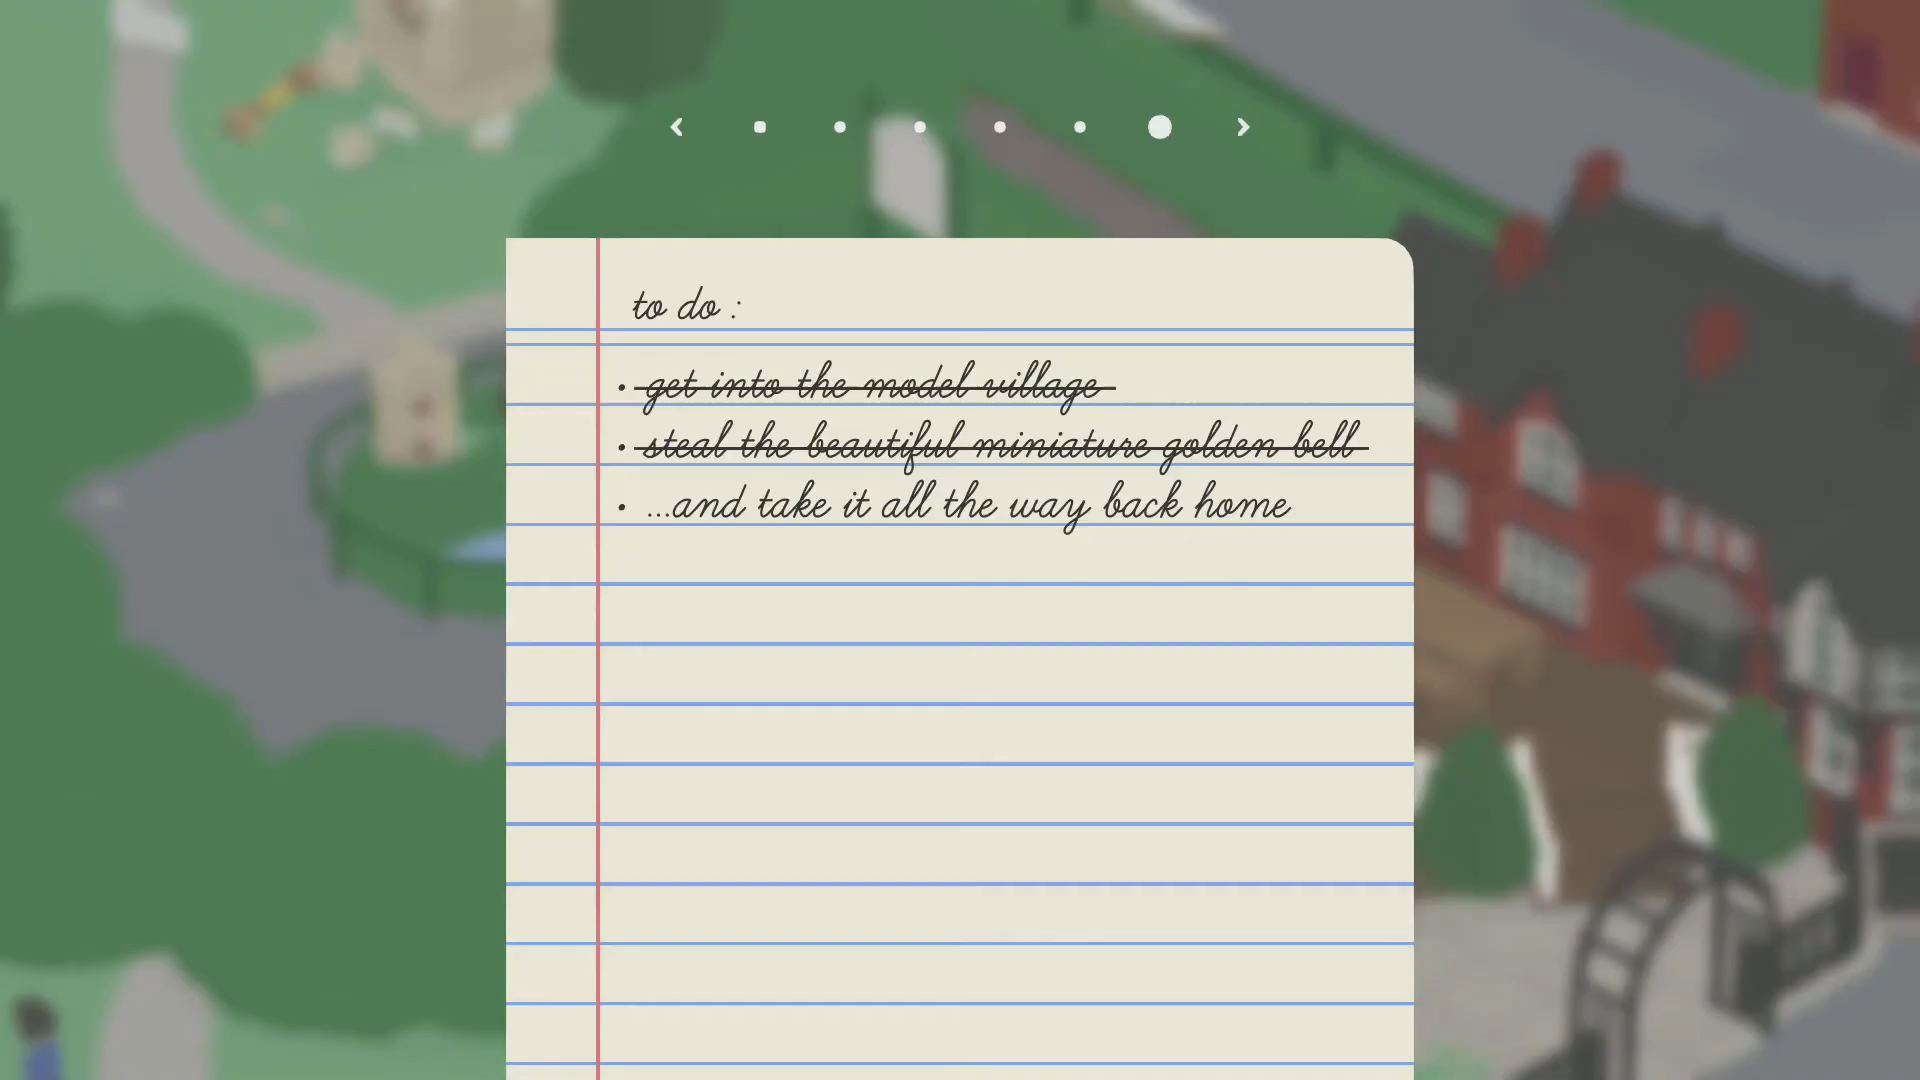 to do :
• get into the model village
• steal the beautiful miniature golden bell
• ...and take it all the way back home